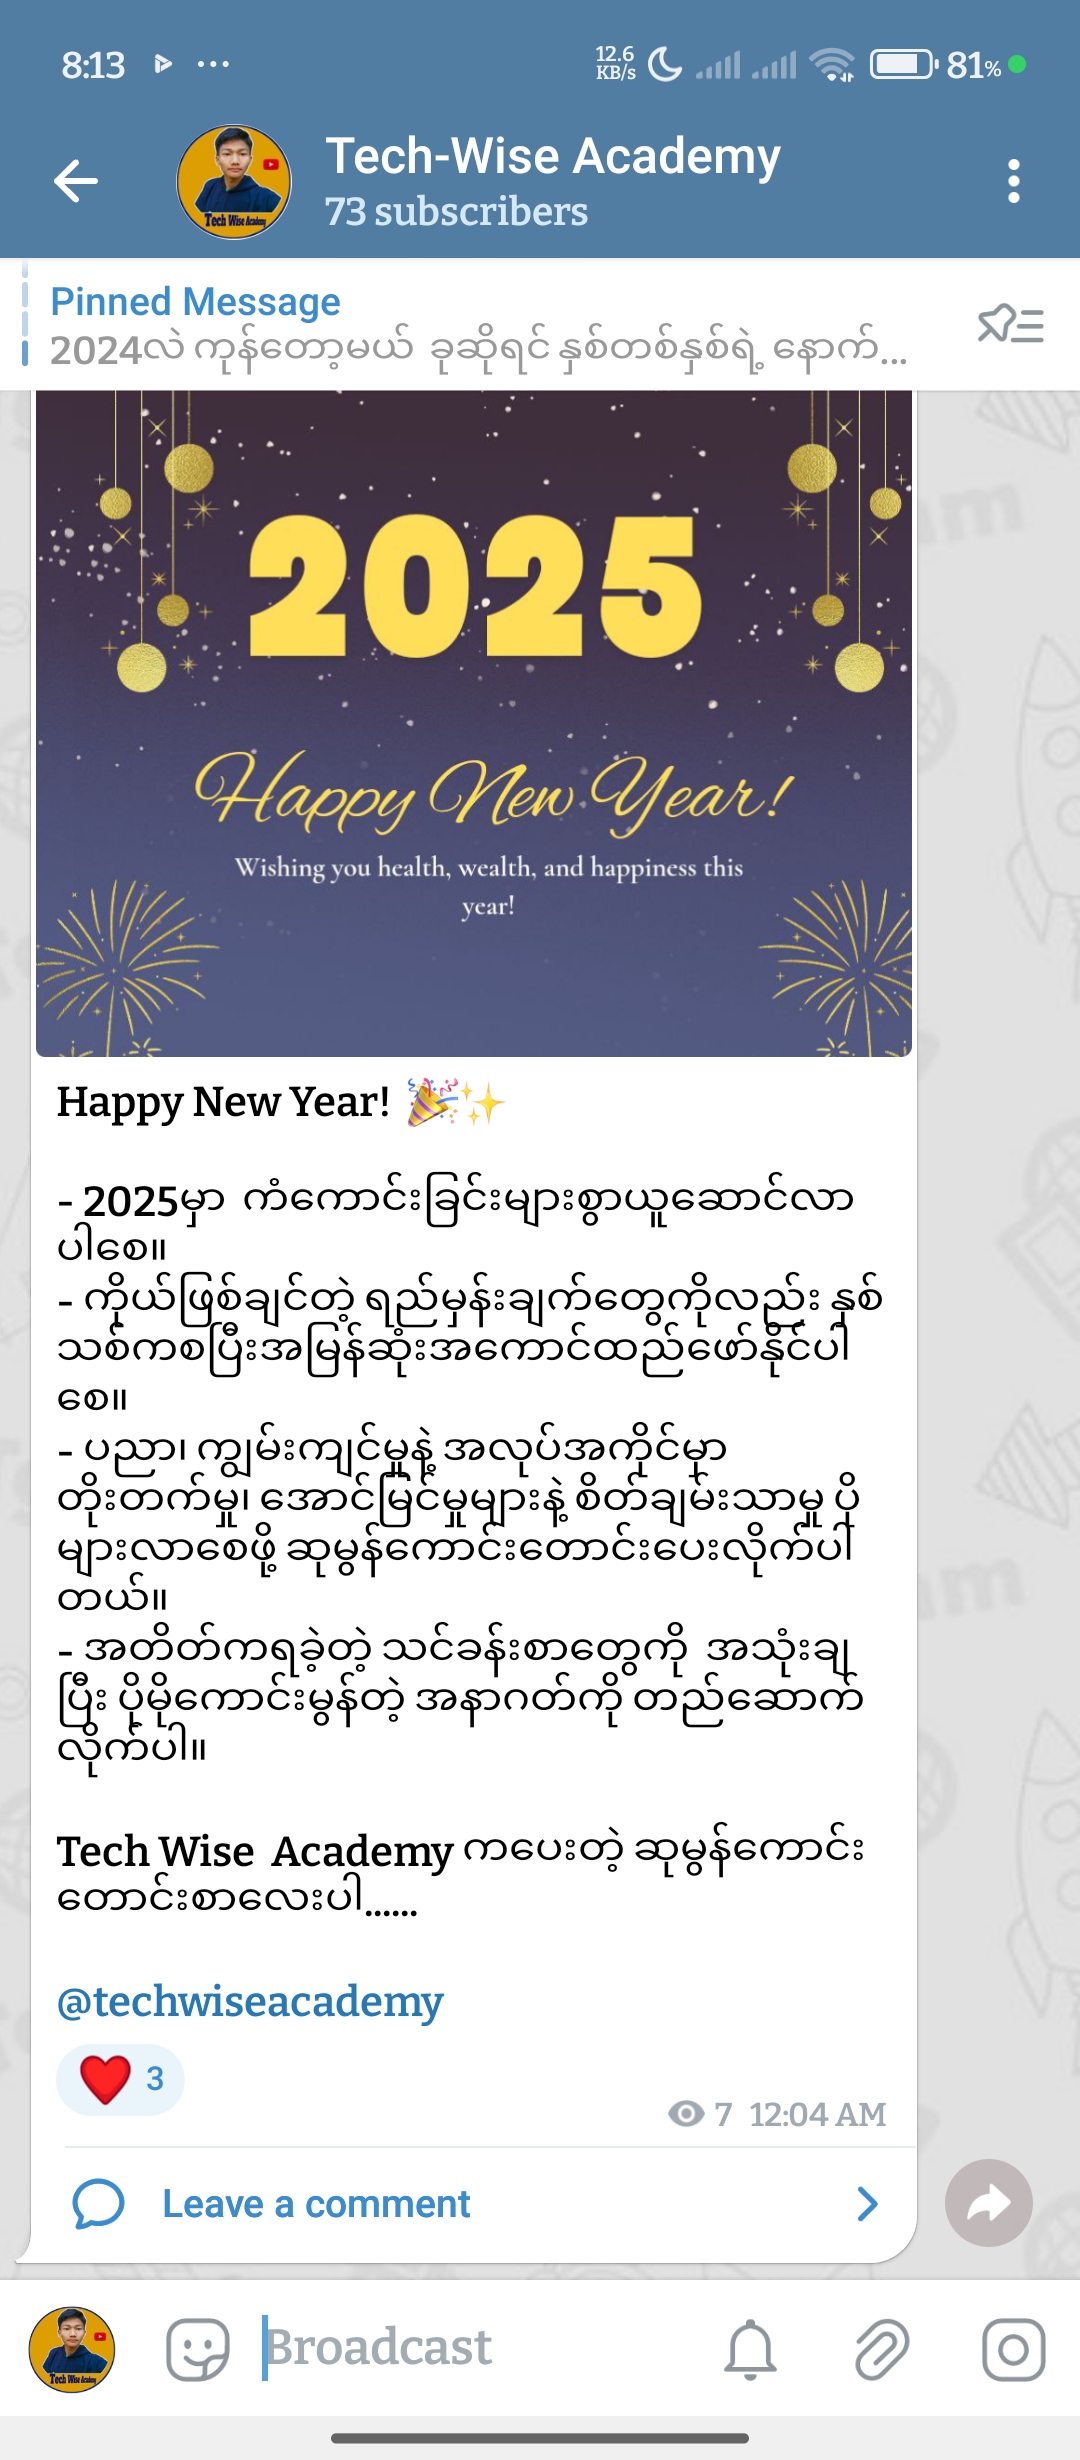 8:13
12.6 KB/s
81%
Tech-Wise Academy
73 subscribers
Tech Wise Academy
Pinned Message
2024လဲ ကုန်တော့မယ် ခုဆိုရင် နှစ်တစ်နှစ်ရဲ့ နောက်...
2025
Happy New Year!
Wishing you health, wealth, and happiness this
year!
Happy New Year! 🎉✨
- 2025မှာ ကံကောင်းခြင်းများစွာယူဆောင်လာ
ပါစေ။
- ကိုယ်ဖြစ်ချင်တဲ့ ရည်မှန်းချက်တွေကိုလည်း နှစ်
သစ်ကစပြီးအမြန်ဆုံးအကောင်ထည်ဖော်နိုင်ပါ
စေ။
- ပညာ၊ ကျွမ်းကျင်မှုနဲ့ အလုပ်အကိုင်မှာ
တိုးတက်မှု၊ အောင်မြင်မှုများနဲ့ စိတ်ချမ်းသာမှု ပို
များလာစေဖို့ ဆုမွန်ကောင်းတောင်းပေးလိုက်ပါ
တယ်။
- အတိတ်ကရခဲ့တဲ့ သင်ခန်းစာတွေကို အသုံးချ
ပြီး ပိုမိုကောင်းမွန်တဲ့ အနာဂတ်ကို တည်ဆောက်
လိုက်ပါ။
Tech Wise Academy ကပေးတဲ့ ဆုမွန်ကောင်း
တောင်းစာလေးပါ......
@techwiseacademy
❤️ 3
7 12:04 AM
Leave a comment
Tech Wise Academy
Broadcast